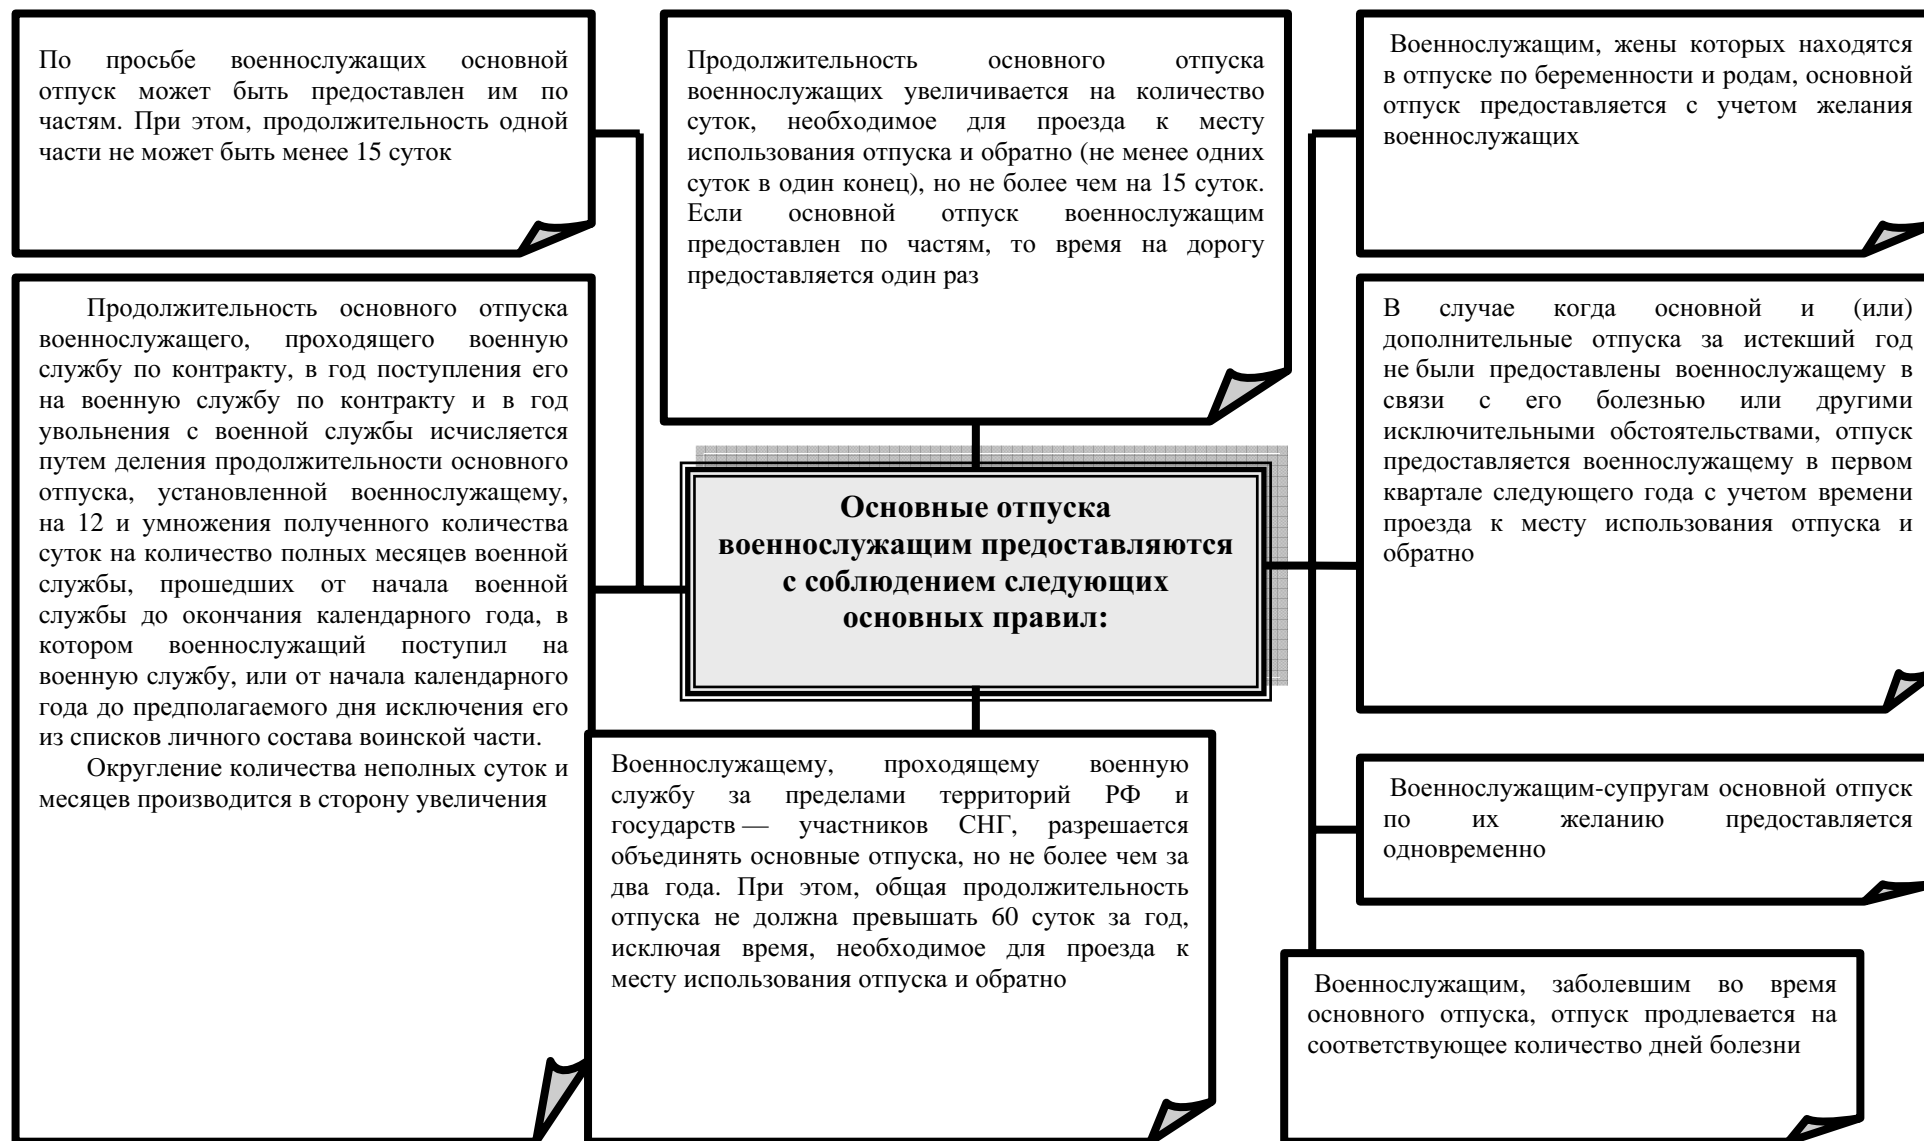 По просьбе военнослужащих основной
отпуск может быть предоставлен им по
частям. При этом, продолжительность одной
части не может быть менее 15 суток
Продолжительность основного отпуска
военнослужащих увеличивается на количество
суток, необходимое для проезда к месту
использования отпуска и обратно (не менее одних
суток в один конец), но не более чем на 15 суток.
Если основной отпуск военнослужащим
предоставлен по частям, то время на дорогу
предоставляется один раз
Военнослужащим, жены которых находятся
в отпуске по беременности и родам, основной
отпуск предоставляется с учетом желания
военнослужащих
Продолжительность основного отпуска
военнослужащего, проходящего военную
службу по контракту, в год поступления его
на военную службу по контракту и в год
увольнения с военной службы исчисляется
путем деления продолжительности основного
отпуска, установленной военнослужащему,
на 12 и умножения полученного количества
суток на количество полных месяцев военной
службы, прошедших от начала военной
службы до окончания календарного года, в
котором военнослужащий поступил на
военную службу, или от начала календарного
года до предполагаемого дня исключения его
из списков личного состава воинской части.
Округление количества неполных суток и
месяцев производится в сторону увеличения
Основные отпуска
военнослужащим предоставляются
с соблюдением следующих
основных правил:
В случае когда основной и (или)
дополнительные отпуска за истекший год
не были предоставлены военнослужащему в
связи с его болезнью или другими
исключительными обстоятельствами, отпуск
предоставляется военнослужащему в первом
квартале следующего года с учетом времени
проезда к месту использования отпуска и
обратно
Военнослужащему, проходящему военную
службу за пределами территорий РФ и
государств — участников СНГ, разрешается
объединять основные отпуска, но не более чем за
два года. При этом, общая продолжительность
отпуска не должна превышать 60 суток за год,
исключая время, необходимое для проезда к
месту использования отпуска и обратно
Военнослужащим-супругам основной отпуск
по их желанию предоставляется
одновременно
Военнослужащим, заболевшим во время
основного отпуска, отпуск продлевается на
соответствующее количество дней болезни